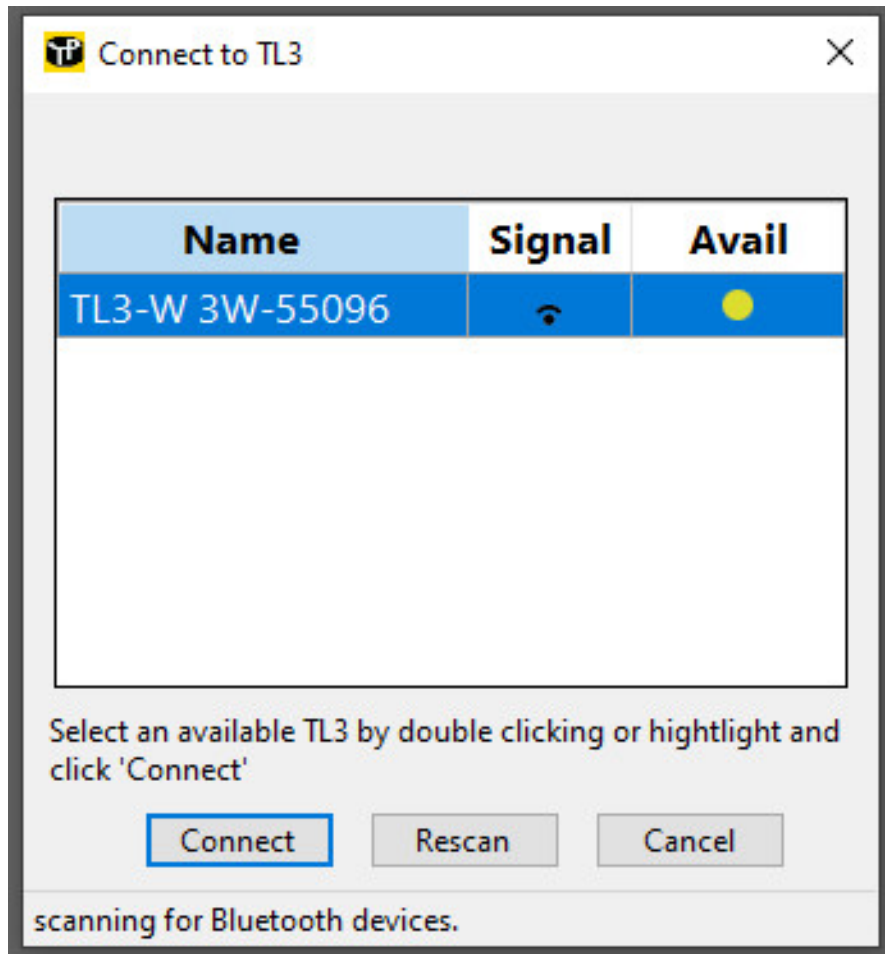 Connect to TL3
Name Signal Avail
TL3-W 3W-55096
Select an available TL3 by double clicking or hightlight and
click 'Connect'
Connect Rescan Cancel
scanning for Bluetooth devices.